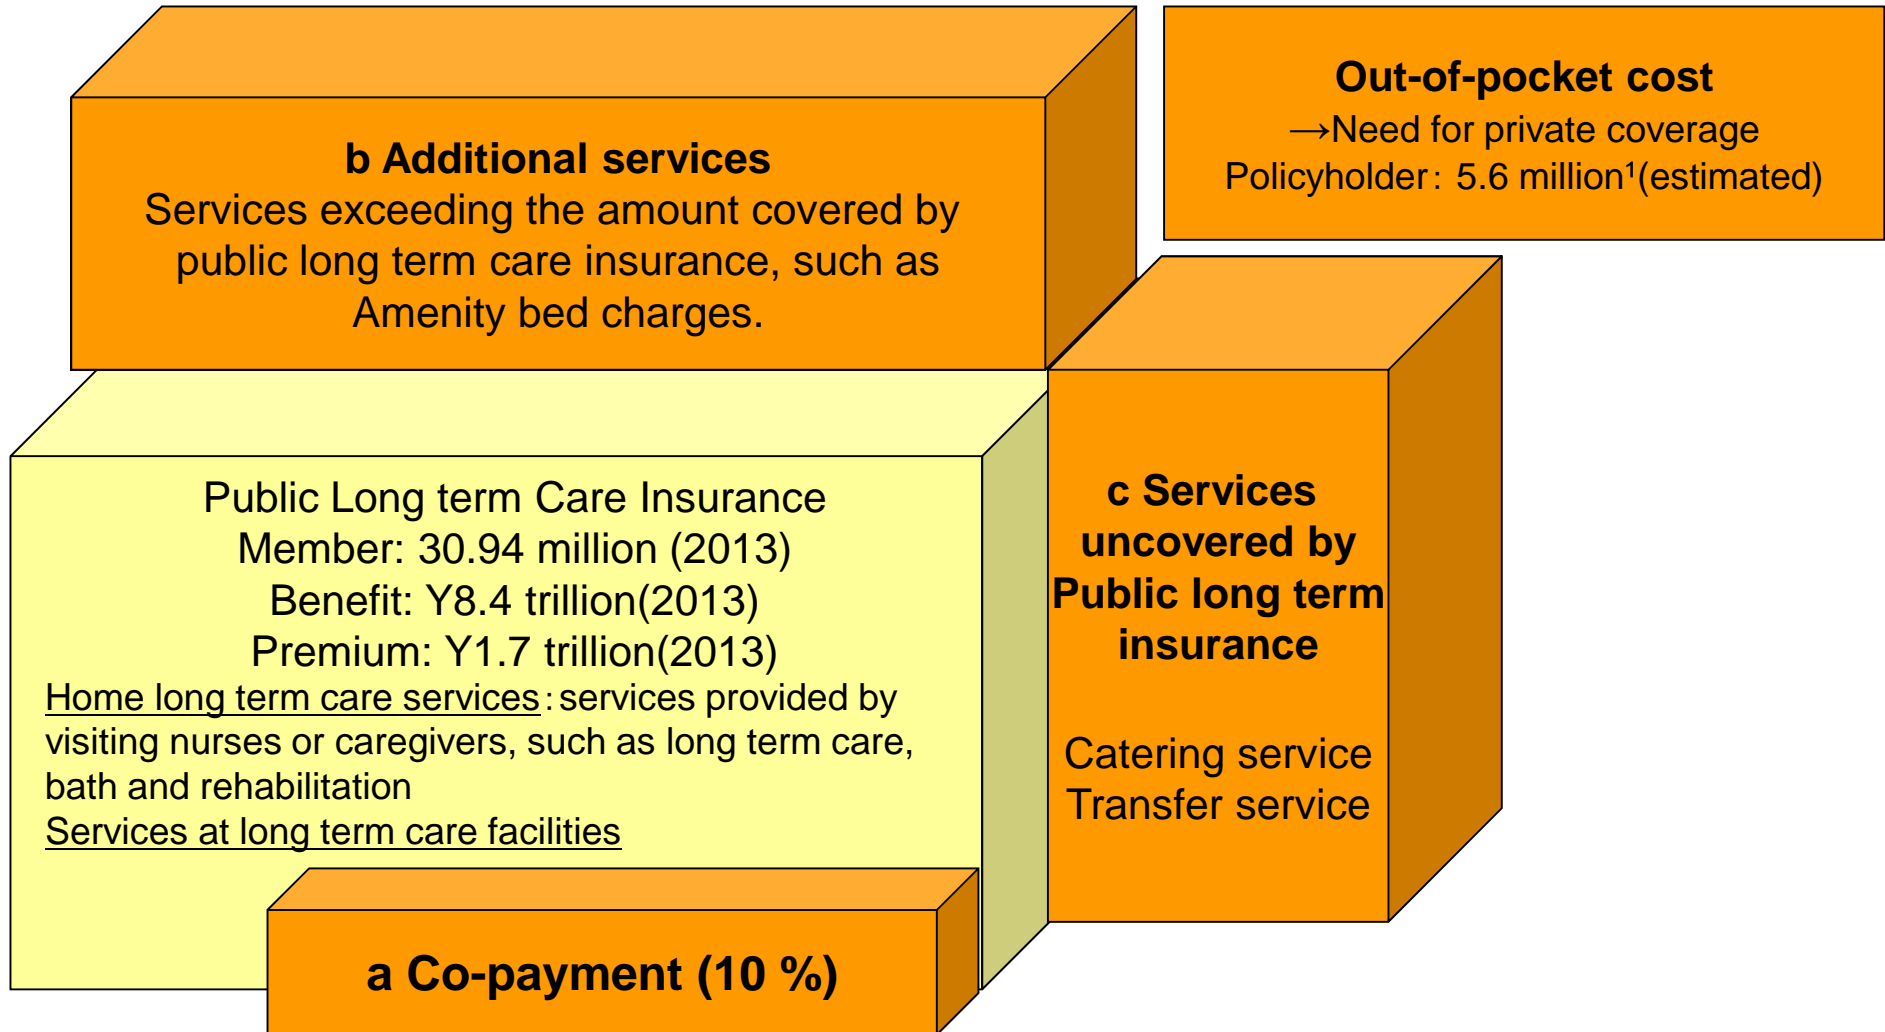 Out-of-pocket cost
→Need for private coverage
Policyholder：5.6 million¹(estimated)
b Additional services
Services exceeding the amount covered by
public long term care insurance, such as
Amenity bed charges.
Public Long term Care Insurance
Member: 30.94 million (2013)
Benefit: Y8.4 trillion(2013)
Premium: Y1.7 trillion(2013)
Home long term care services：services provided by
visiting nurses or caregivers, such as long term care,
bath and rehabilitation
Services at long term care facilities
c Services
uncovered by
Public long term
insurance
Catering service
Transfer service
a Co-payment (10 %)